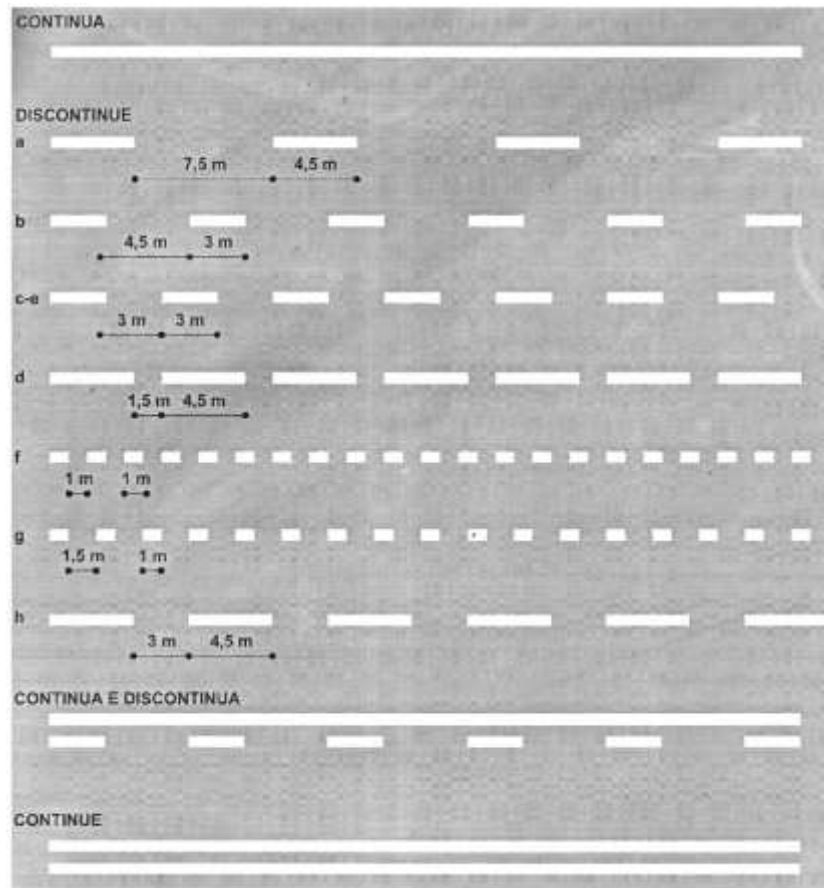 CONTINUA
DISCONTINUE
a
7,5 m 4,5 m
b
4,5 m 3 m
c-e
3 m 3 m
d
1,5 m 4,5 m
f
1 m 1 m
g
1,5 m 1 m
h
3 m 4,5 m
CONTINUA E DISCONTINUA
CONTINUE